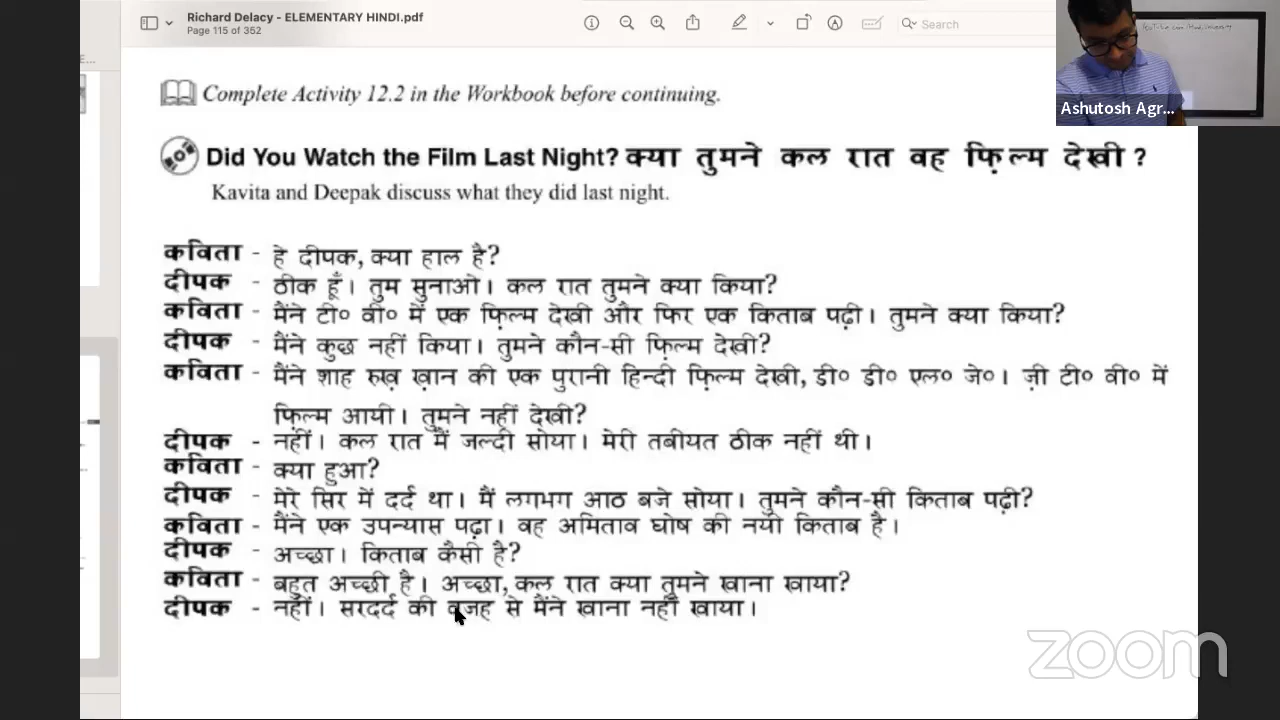 Richard Delacy - ELEMENTARY HINDI.pdf
Page 115 of 352
Search
Ashutosh Agr...
Complete Activity 12.2 in the Workbook before continuing.
Did You Watch the Film Last Night? क्या तुमने कल रात वह फ़िल्म देखी ?
Kavita and Deepak discuss what they did last night.
कविता - हे दीपक, क्या हाल है?
दीपक - ठीक हूँ। तुम सुनाओ। कल रात तुमने क्या किया?
कविता - मैंने टी० वी० में एक फ़िल्म देखी और फिर एक किताब पढ़ी। तुमने क्या किया?
दीपक - मैंने कुछ नहीं किया। तुमने कौन-सी फ़िल्म देखी?
कविता - मैंने शाह रुख़ ख़ान की एक पुरानी हिन्दी फ़िल्म देखी, डी० डी० एल० जे०। ज़ी टी० वी० में
फ़िल्म आयी। तुमने नहीं देखी?
दीपक - नहीं। कल रात मैं जल्दी सोया। मेरी तबीयत ठीक नहीं थी।
कविता - क्या हुआ?
दीपक - मेरे सिर में दर्द था। मैं लगभग आठ बजे सोया। तुमने कौन-सी किताब पढ़ी?
कविता - मैंने एक उपन्यास पढ़ा। वह अमिताव घोष की नयी किताब है।
दीपक - अच्छा। किताब कैसी है?
कविता - बहुत अच्छी है। अच्छा, कल रात क्या तुमने खाना खाया?
दीपक - नहीं। सरदर्द की वजह से मैंने खाना नहीं खाया।
zoom